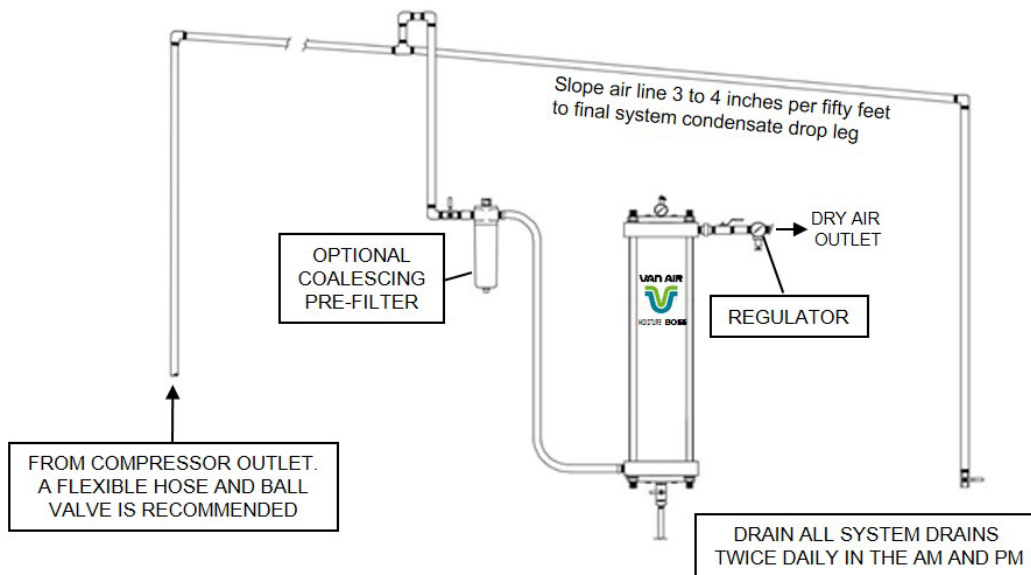 Slope air line 3 to 4 inches per fifty feet
to final system condensate drop leg
OPTIONAL
COALESCING
PRE-FILTER
DRY AIR
OUTLET
VAN AIR
MOISTURE BOSS
REGULATOR
FROM COMPRESSOR OUTLET.
A FLEXIBLE HOSE AND BALL
VALVE IS RECOMMENDED
DRAIN ALL SYSTEM DRAINS
TWICE DAILY IN THE AM AND PM